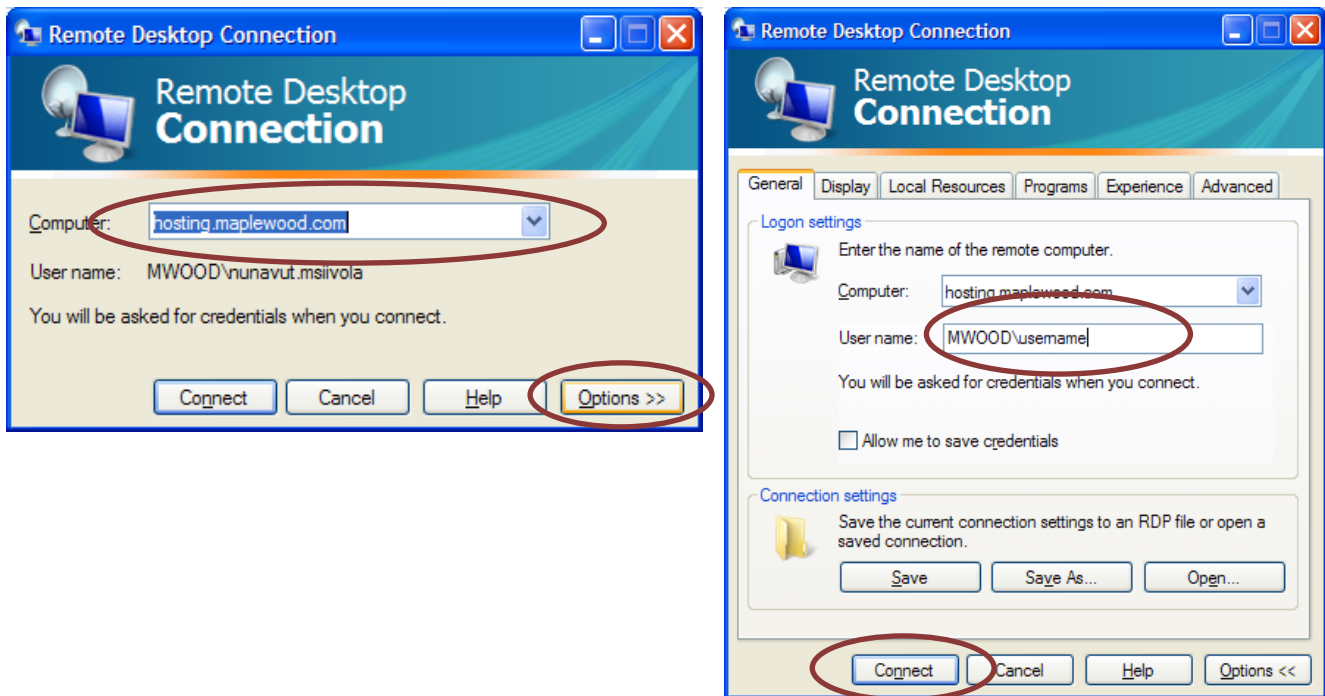 Remote Desktop Connection
Remote Desktop
Connection
Computer: hosting.maplewood.com
User name: MWOOD\nunavut.msiivola
You will be asked for credentials when you connect.
Connect Cancel Help Options >>
Remote Desktop Connection
Remote Desktop
Connection
General Display Local Resources Programs Experience Advanced
Logon settings
Enter the name of the remote computer.
Computer: hosting.maplewood.com
User name: MWOOD\username
You will be asked for credentials when you connect.
Allow me to save credentials
Connection settings
Save the current connection settings to an RDP file or open a
saved connection.
Save Save As... Open...
Connect Cancel Help Options <<